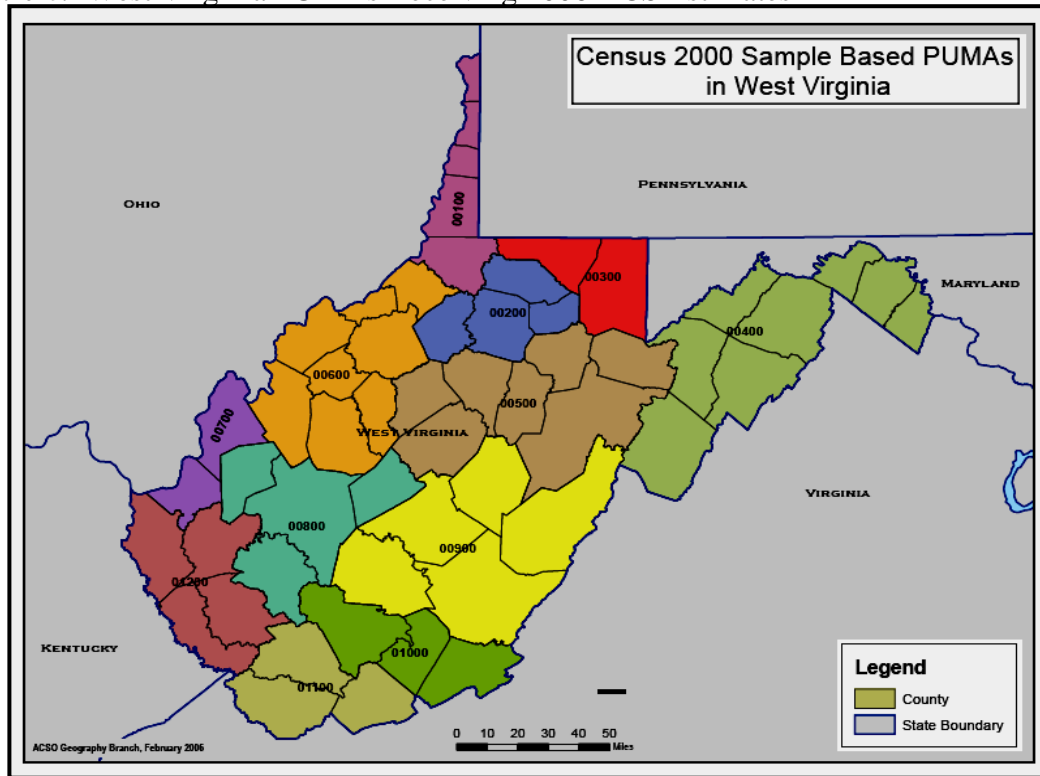 Census 2000 Sample Based PUMAs
in West Virginia
OHIO
PENNSYLVANIA
00100
MARYLAND
00300
00200
00400
00600
00500
00700
WEST VIRGINIA
VIRGINIA
00800
00900
01200
KENTUCKY
01000
01100
Legend
County
State Boundary
0 10 20 30 40 50
Miles
ACSO Geography Branch, February 2006